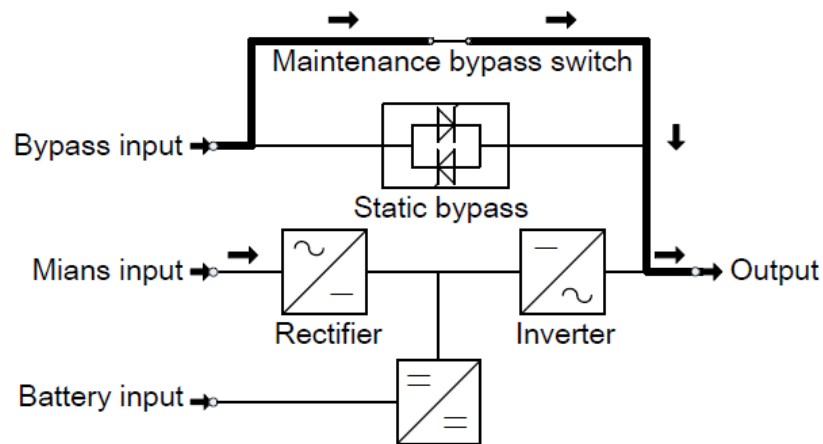 Maintenance bypass switch
Bypass input
Static bypass
Mians input
Output
Rectifier
Inverter
Battery input